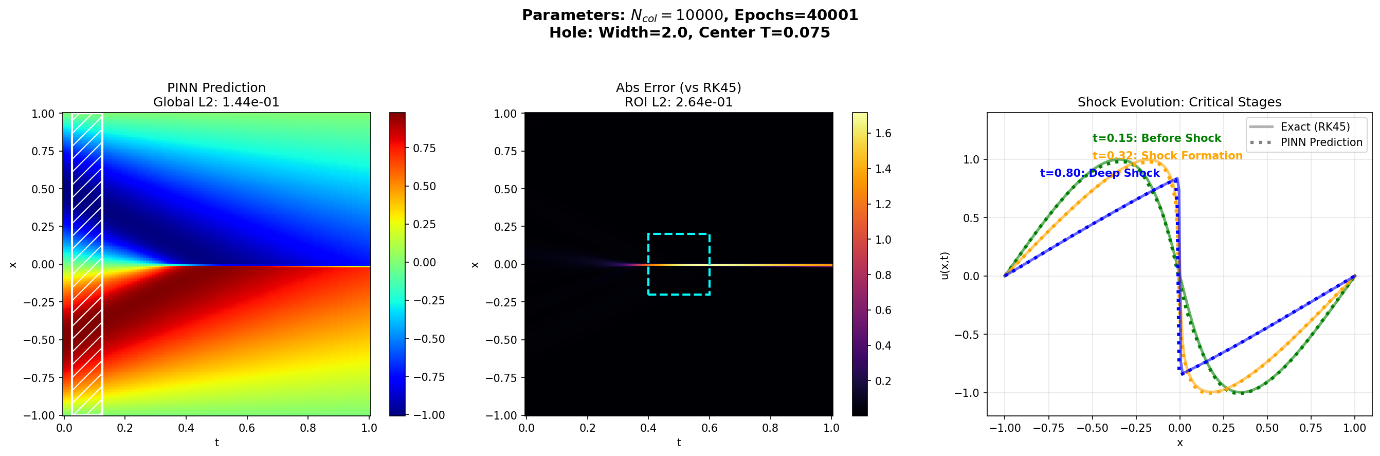 Parameters: N_col = 10000, Epochs=40001
Hole: Width=2.0, Center T=0.075
PINN Prediction
Global L2: 1.44e-01
1.00
0.75
0.50
0.25
0.00
−0.25
−0.50
−0.75
−1.00
x
0.0 0.2 0.4 0.6 0.8 1.0
t
0.75
0.50
0.25
0.00
−0.25
−0.50
−0.75
−1.00
Abs Error (vs RK45)
ROI L2: 2.64e-01
1.00
0.75
0.50
0.25
0.00
−0.25
−0.50
−0.75
−1.00
x
0.0 0.2 0.4 0.6 0.8 1.0
t
1.6
1.4
1.2
1.0
0.8
0.6
0.4
0.2
Shock Evolution: Critical Stages
Exact (RK45)
PINN Prediction
t=0.15: Before Shock
t=0.32: Shock Formation
t=0.80: Deep Shock
1.0
0.5
0.0
−0.5
−1.0
u(x,t)
−1.00 −0.75 −0.50 −0.25 0.00 0.25 0.50 0.75 1.00
x